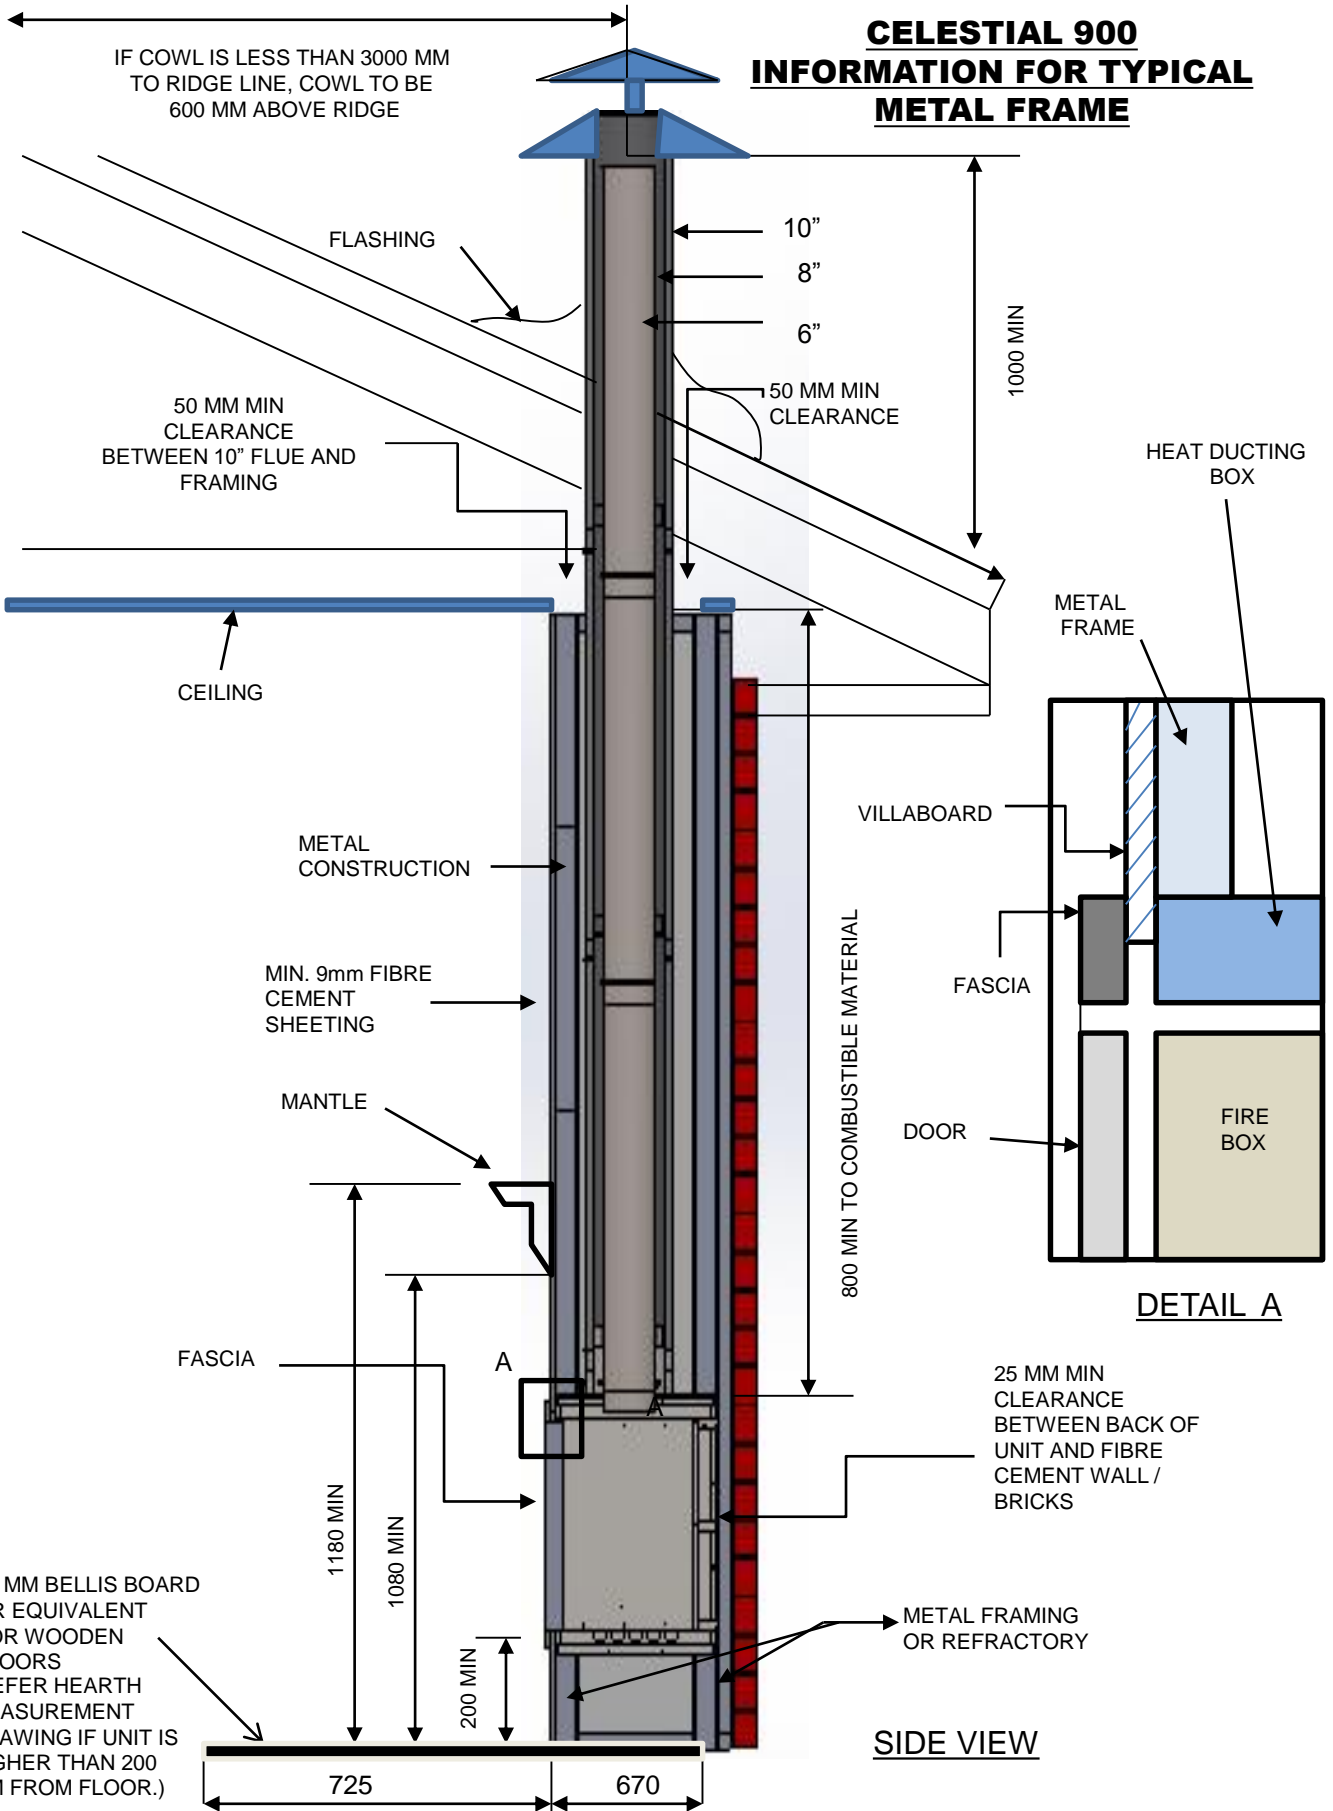 CELESTIAL 900
INFORMATION FOR TYPICAL
METAL FRAME
IF COWL IS LESS THAN 3000 MM
TO RIDGE LINE, COWL TO BE
600 MM ABOVE RIDGE
FLASHING
10”
8”
6”
1000 MIN
50 MM MIN
CLEARANCE
BETWEEN 10” FLUE AND
FRAMING
50 MM MIN
CLEARANCE
HEAT DUCTING
BOX
METAL
FRAME
CEILING
VILLABOARD
METAL
CONSTRUCTION
FASCIA
MIN. 9mm FIBRE
CEMENT
SHEETING
800 MIN TO COMBUSTIBLE MATERIAL
MANTLE
DOOR
FIRE
BOX
DETAIL A
FASCIA
A
A
25 MM MIN
CLEARANCE
BETWEEN BACK OF
UNIT AND FIBRE
CEMENT WALL /
BRICKS
1180 MIN
1080 MIN
200 MIN
METAL FRAMING
OR REFRACTORY
MM BELLIS BOARD
R EQUIVALENT
OR WOODEN
OORS
EFER HEARTH
EASUREMENT
AWING IF UNIT IS
GHER THAN 200
M FROM FLOOR.)
SIDE VIEW
725
670